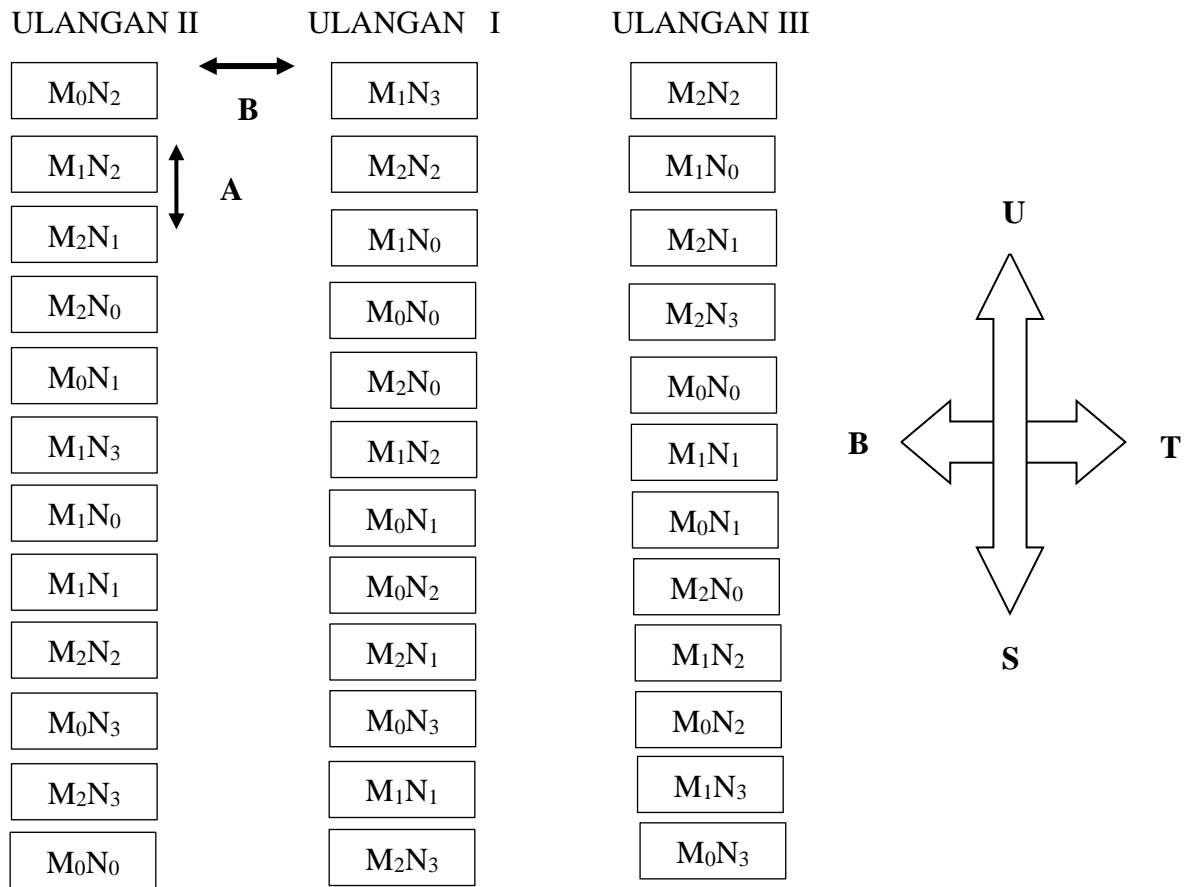 ULANGAN II ULANGAN I ULANGAN III
M₀N₂ M₁N₃ M₂N₂
B
M₁N₂ M₂N₂ M₁N₀
A
U
M₂N₁ M₁N₀ M₂N₁
M₂N₀ M₀N₀ M₂N₃
M₀N₁ M₂N₀ M₀N₀
M₁N₃ M₁N₂ M₁N₁ B T
M₁N₀ M₀N₁ M₀N₁
M₁N₁ M₀N₂ M₂N₀
M₂N₂ M₂N₁ M₁N₂ S
M₀N₃ M₀N₃ M₀N₂
M₂N₃ M₁N₁ M₁N₃
M₀N₀ M₂N₃ M₀N₃